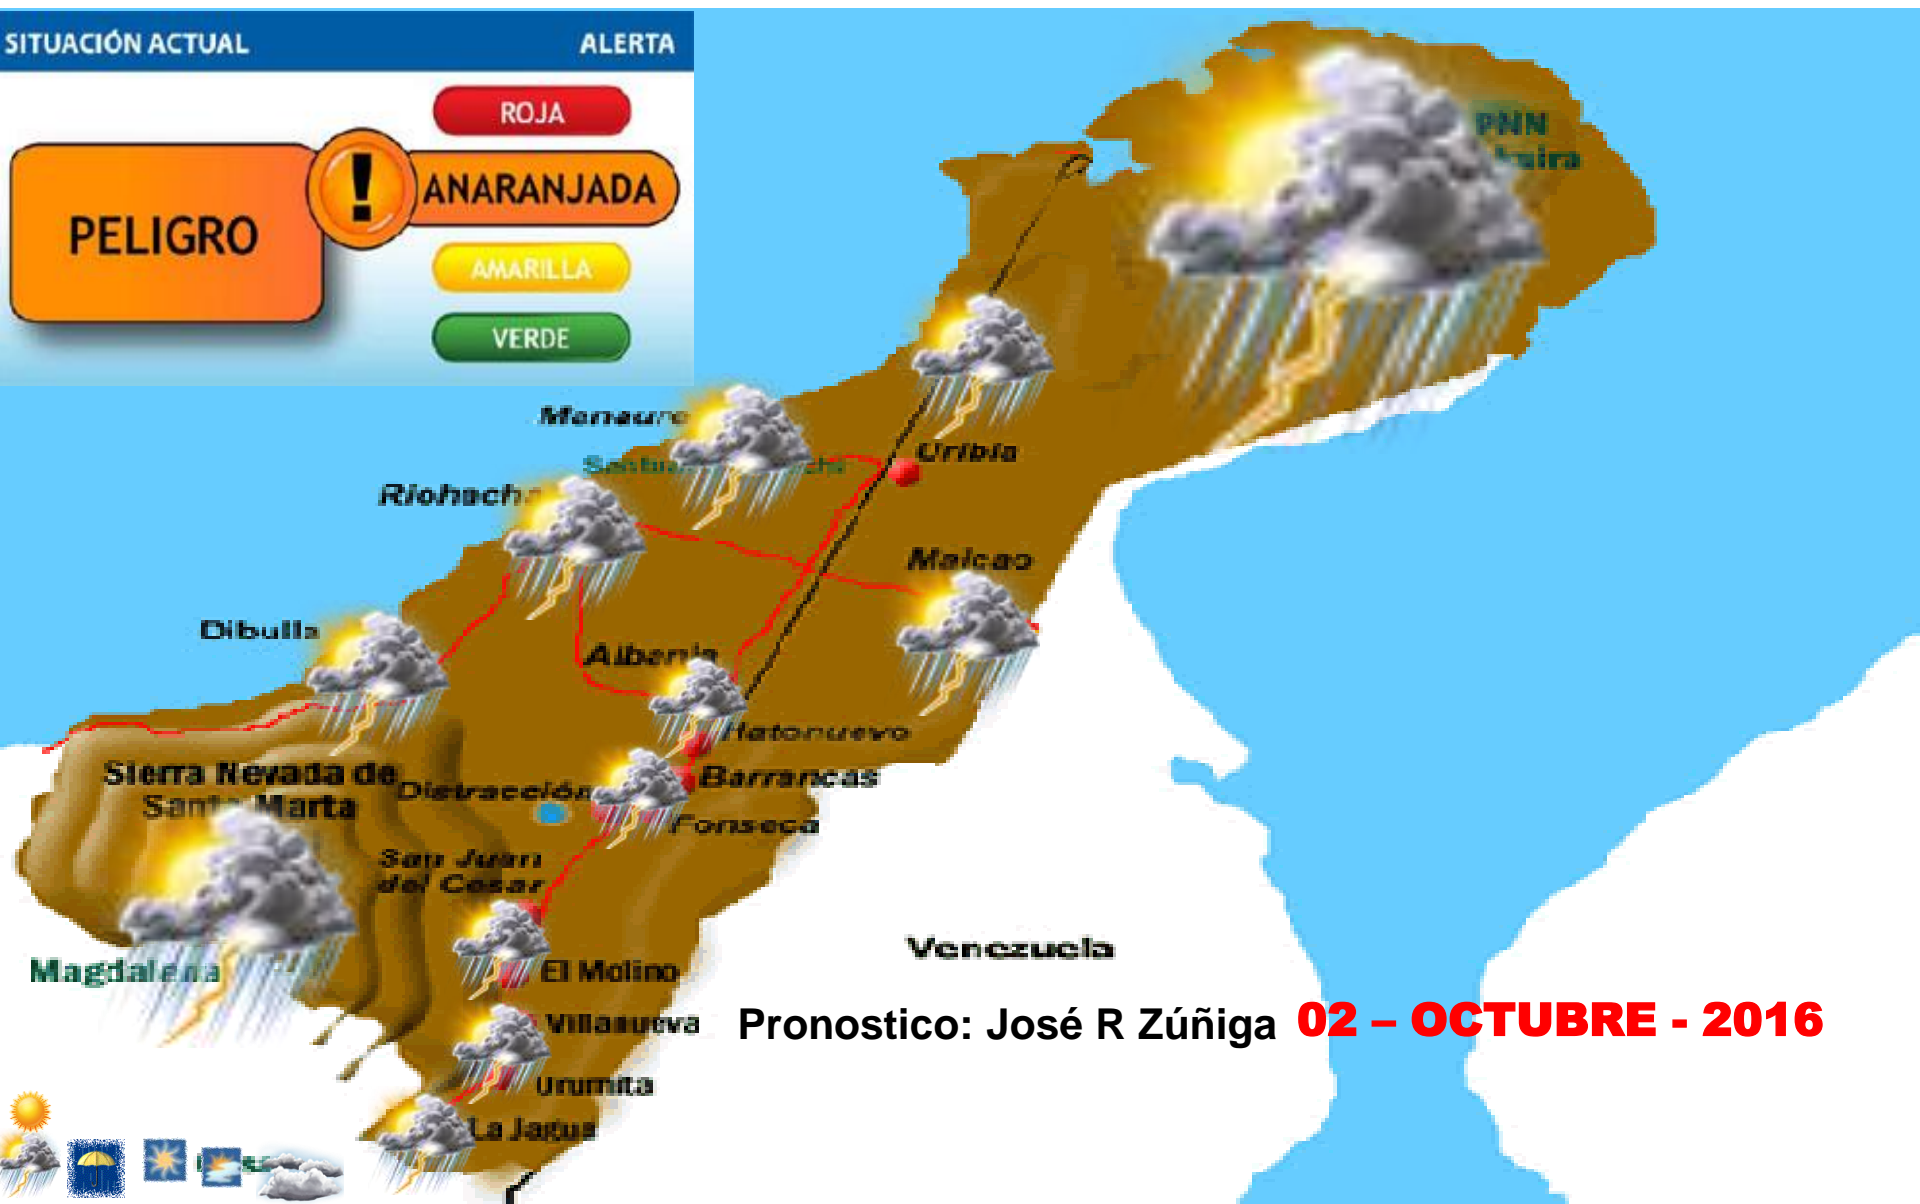 SITUACIÓN ACTUAL ALERTA
ROJA
PELIGRO
!
ANARANJADA
AMARILLA
VERDE
PNN
Manaure
Uribia
Riohacha
Maicao
Dibulla
Albania
Hatonuevo
Sierra Nevada de
Santa Marta
Distracción
Barrancas
Fonseca
San Juan
del Cesar
Magdalena
El Molino
Venezuela
Villanueva
Pronostico: José R Zúñiga 02 – OCTUBRE - 2016
Urumita
La Jagua